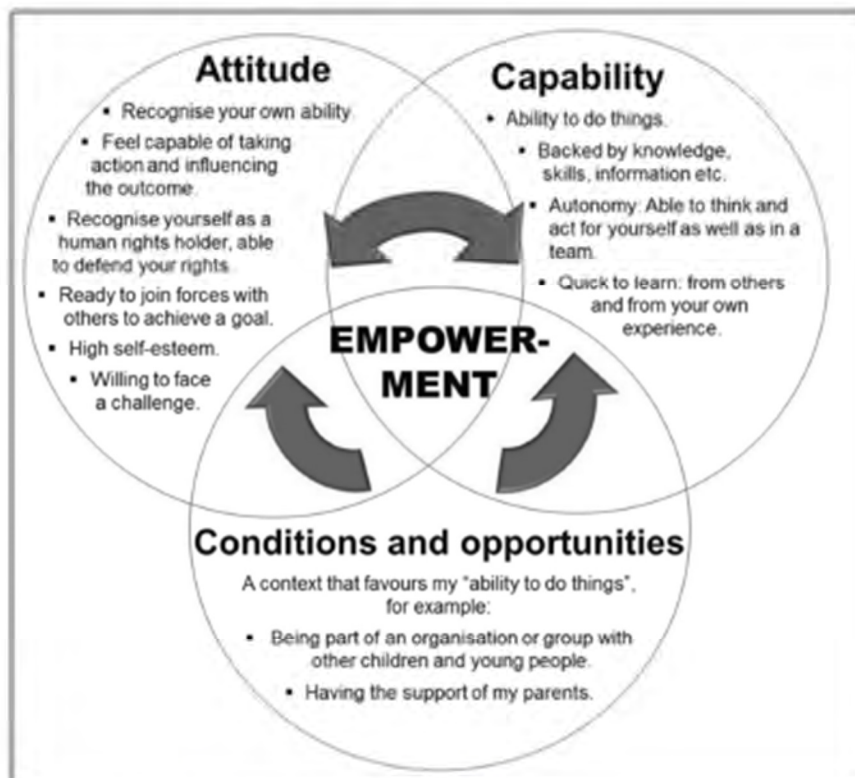 Attitude
▪ Recognise your own ability.
▪ Feel capable of taking
action and influencing
the outcome.
▪ Recognise yourself as a
human rights holder, able
to defend your rights.
▪ Ready to join forces with
others to achieve a goal.
▪ High self-esteem.
▪ Willing to face
a challenge.
Capability
▪ Ability to do things.
▪ Backed by knowledge,
skills, information etc.
▪ Autonomy: Able to think and
act for yourself as well as in a
team.
▪ Quick to learn: from others
and from your own
experience.
EMPOWER-
MENT
Conditions and opportunities
A context that favours my "ability to do things",
for example:
▪ Being part of an organisation or group with
other children and young people.
▪ Having the support of my parents.